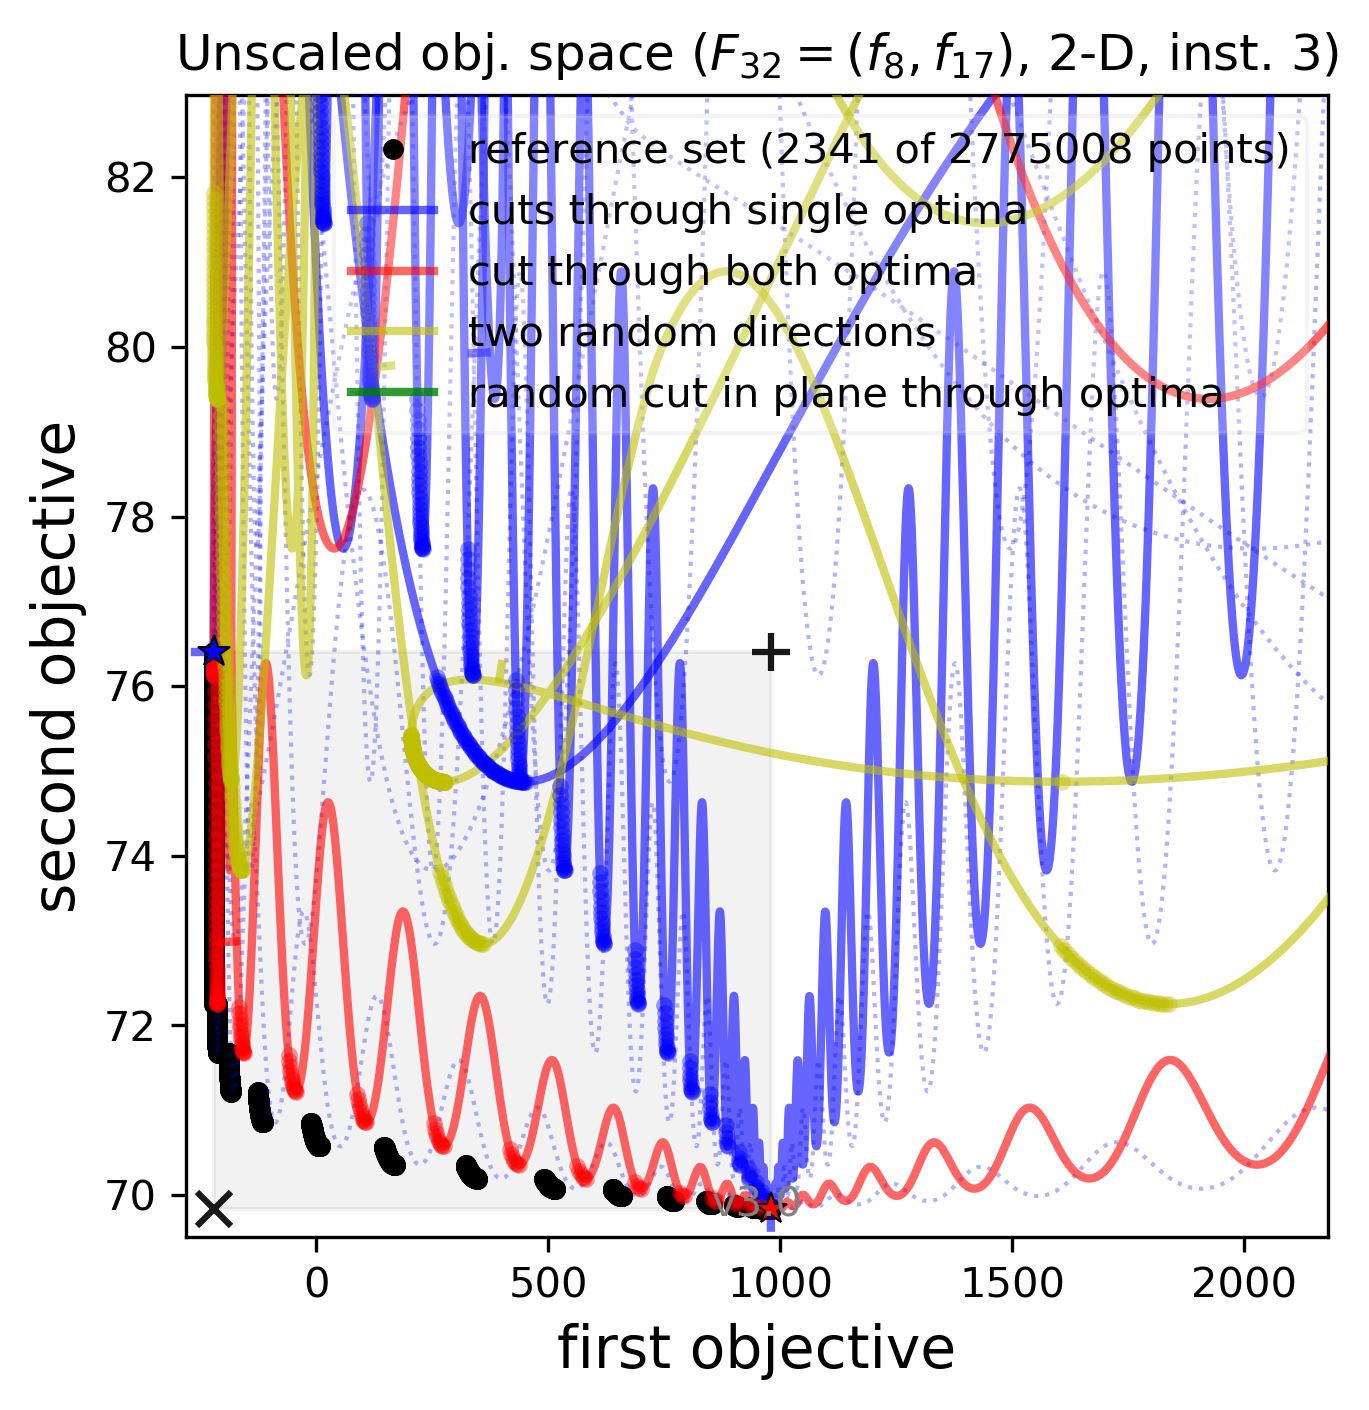 Unscaled obj. space (F32 = (f8, f17), 2-D, inst. 3)
reference set (2341 of 2775008 points)
cuts through single optima
cut through both optima
two random directions
random cut in plane through optima
82
80
78
76
74
72
70
second objective
0
500
1000
1500
2000
first objective